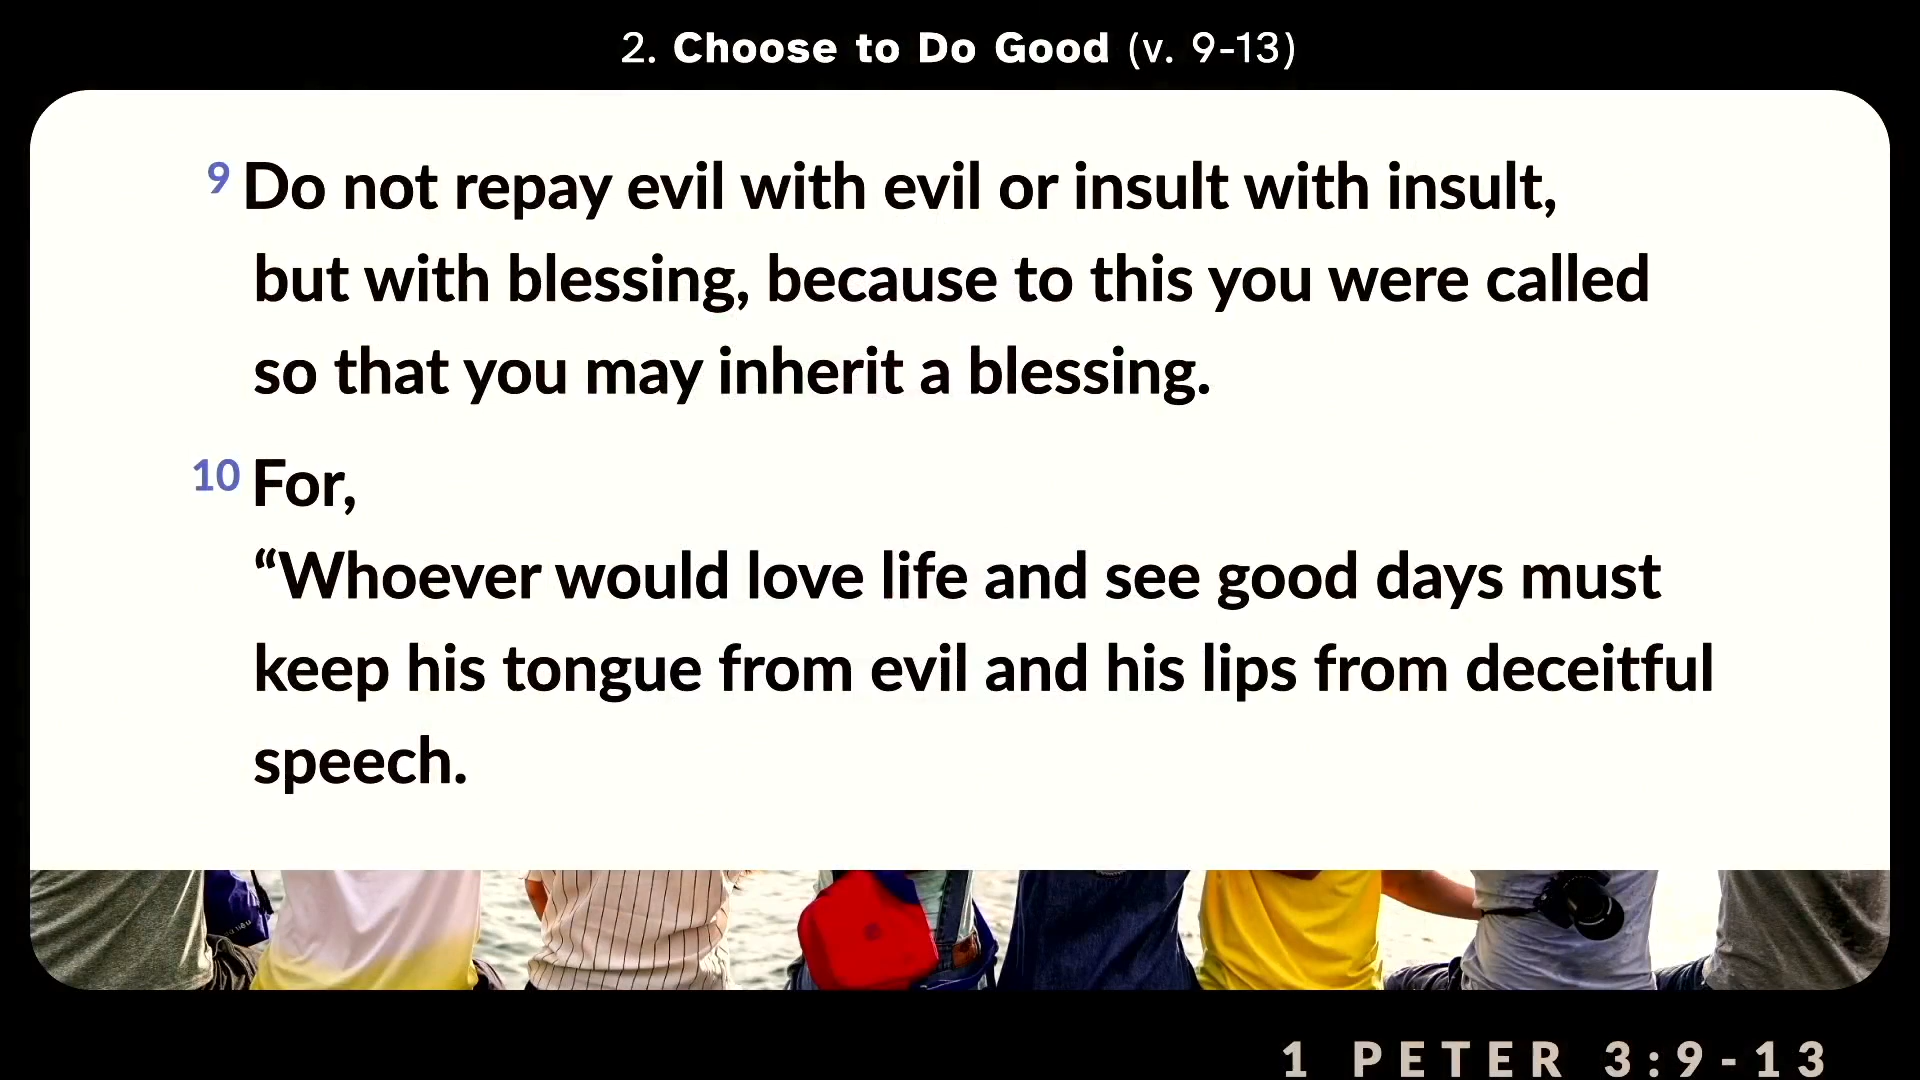 2. Choose to Do Good (v. 9-13)
9 Do not repay evil with evil or insult with insult,
but with blessing, because to this you were called
so that you may inherit a blessing.
10 For,
“Whoever would love life and see good days must
keep his tongue from evil and his lips from deceitful
speech.
1 PETER 3:9-13